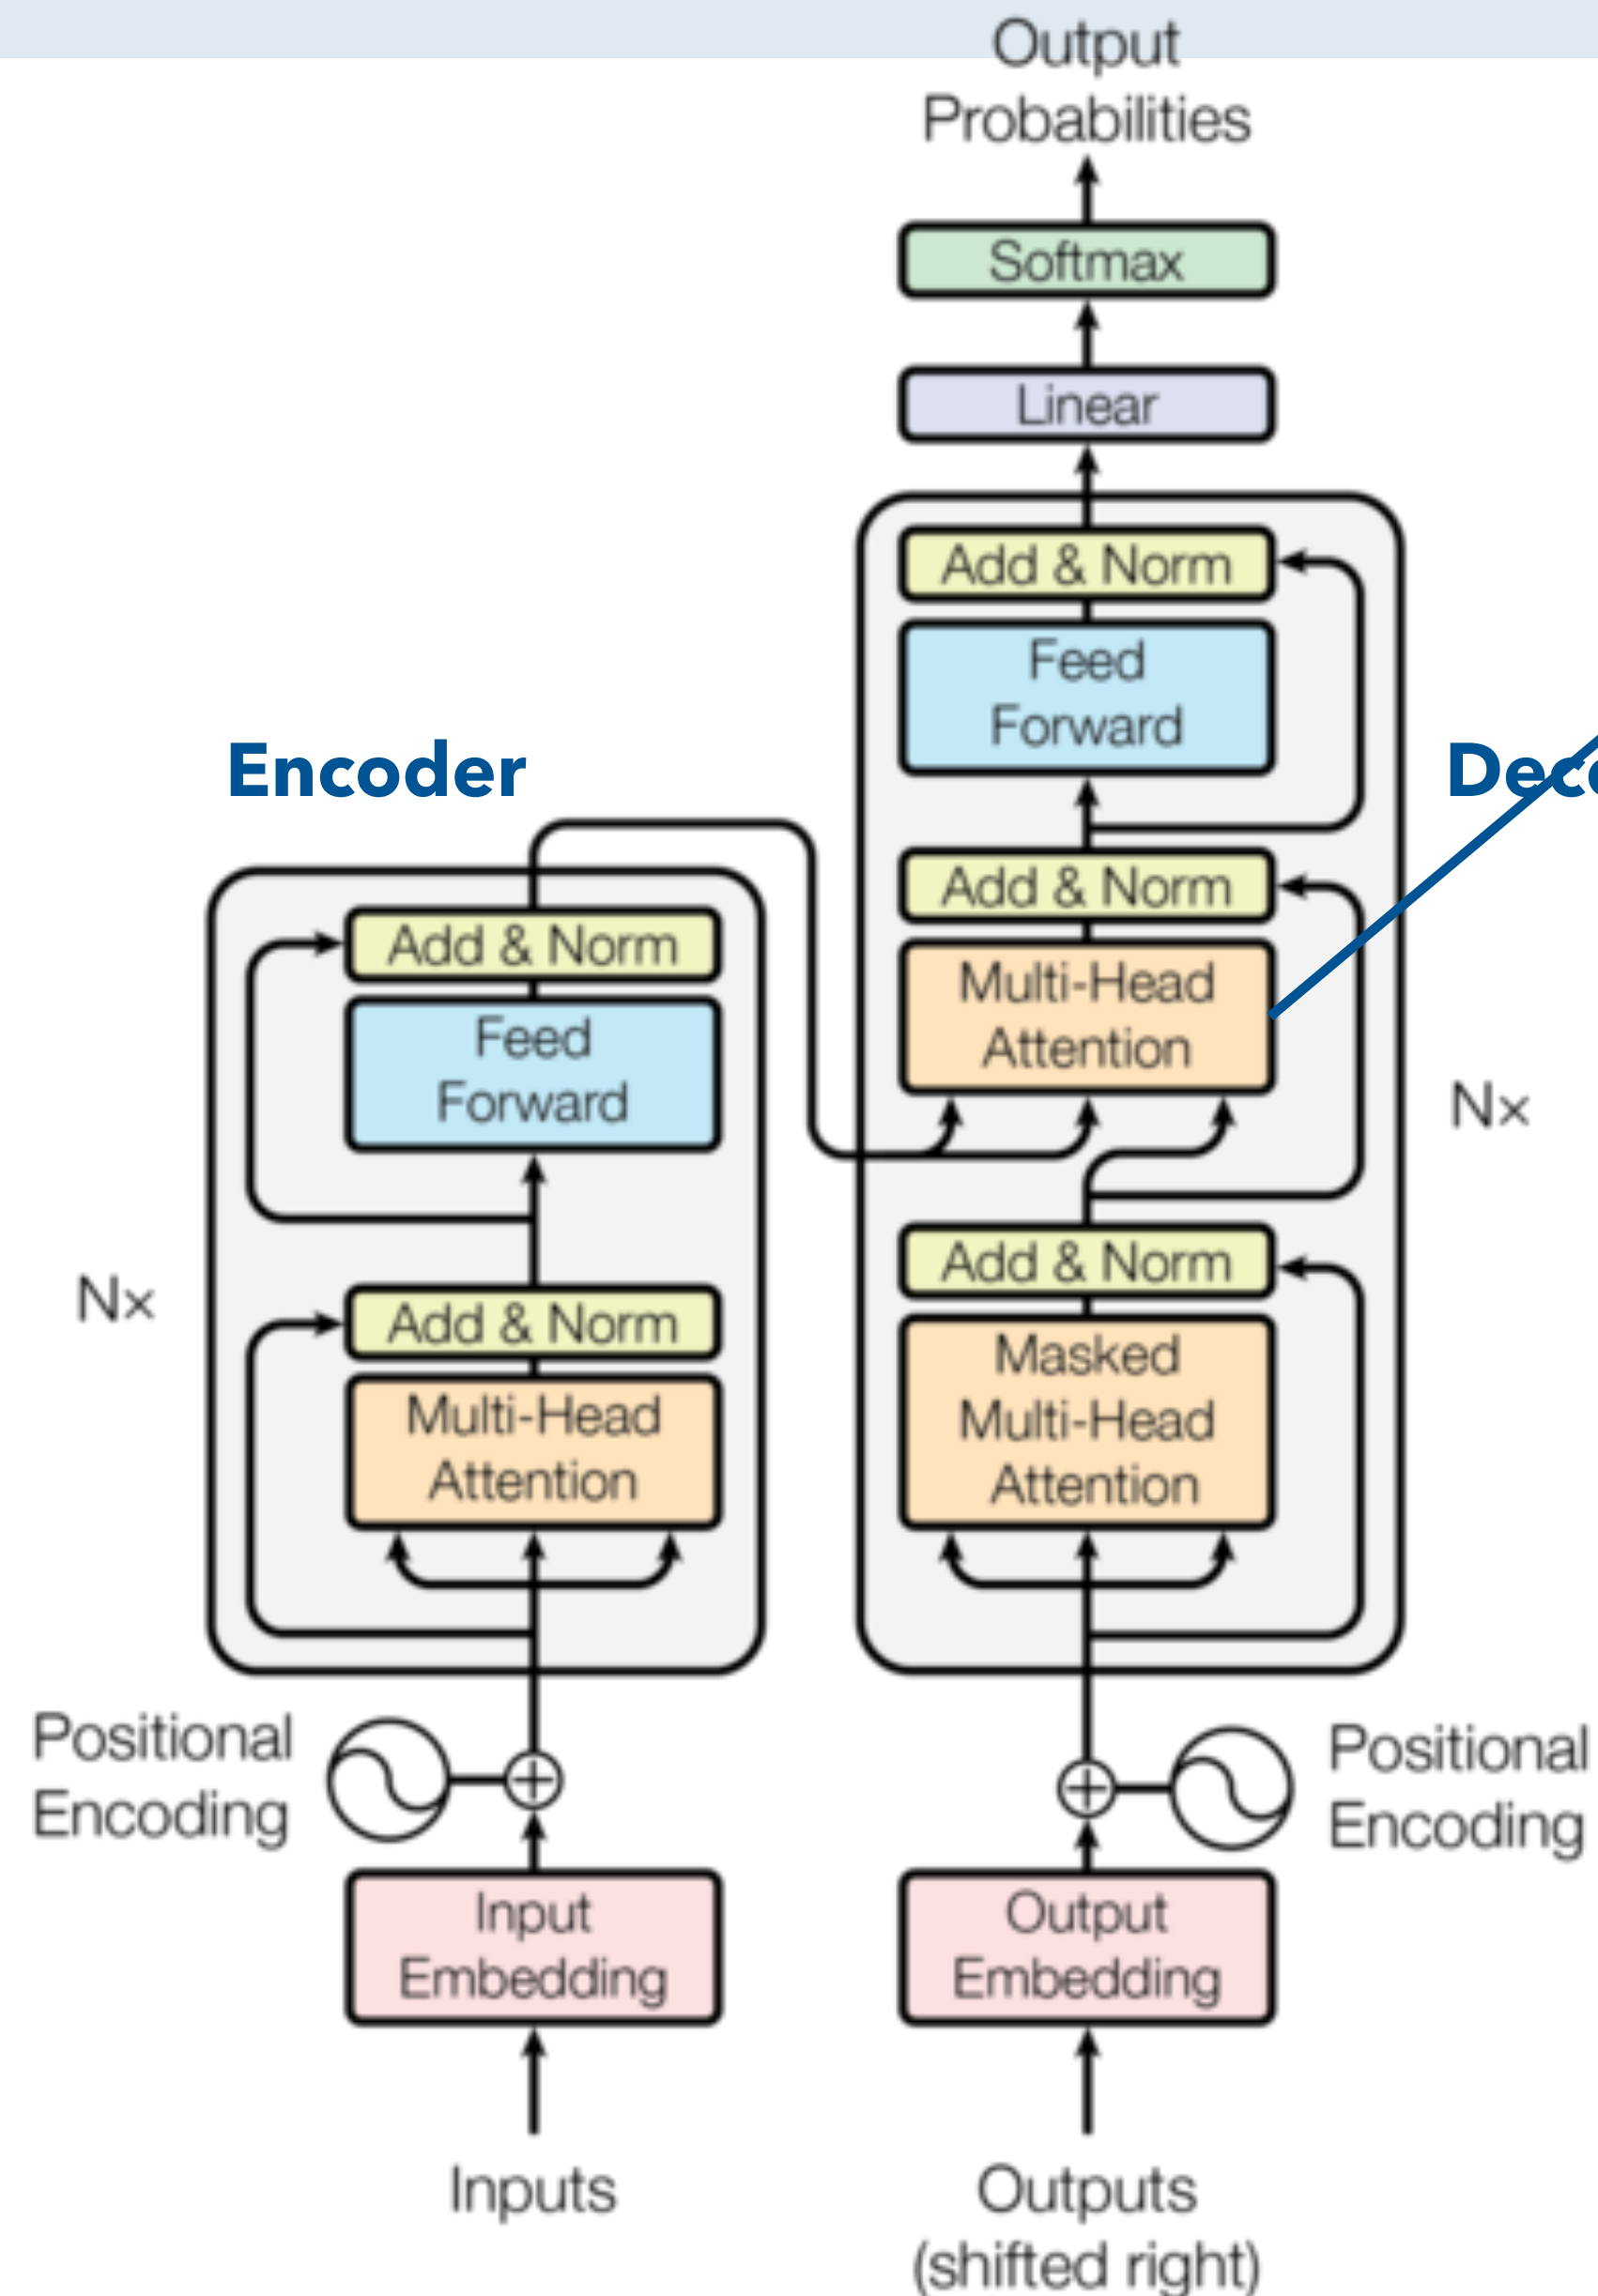 Output
Probabilities
Softmax
Linear
Add & Norm
Feed
Forward
Add & Norm
Multi-Head
Attention
Nx
Add & Norm
Masked
Multi-Head
Attention
Encoder
Add & Norm
Feed
Forward
Nx
Add & Norm
Multi-Head
Attention
Positional
Encoding
Positional
Encoding
Input
Embedding
Output
Embedding
Inputs
Outputs
(shifted right)